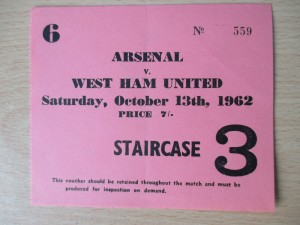 6 Nº 559
ARSENAL
v.
WEST HAM UNITED
Saturday, October 13th, 1962
PRICE 7/-
STAIRCASE 3
This voucher should be retained throughout the match and must be
produced for inspection on demand.